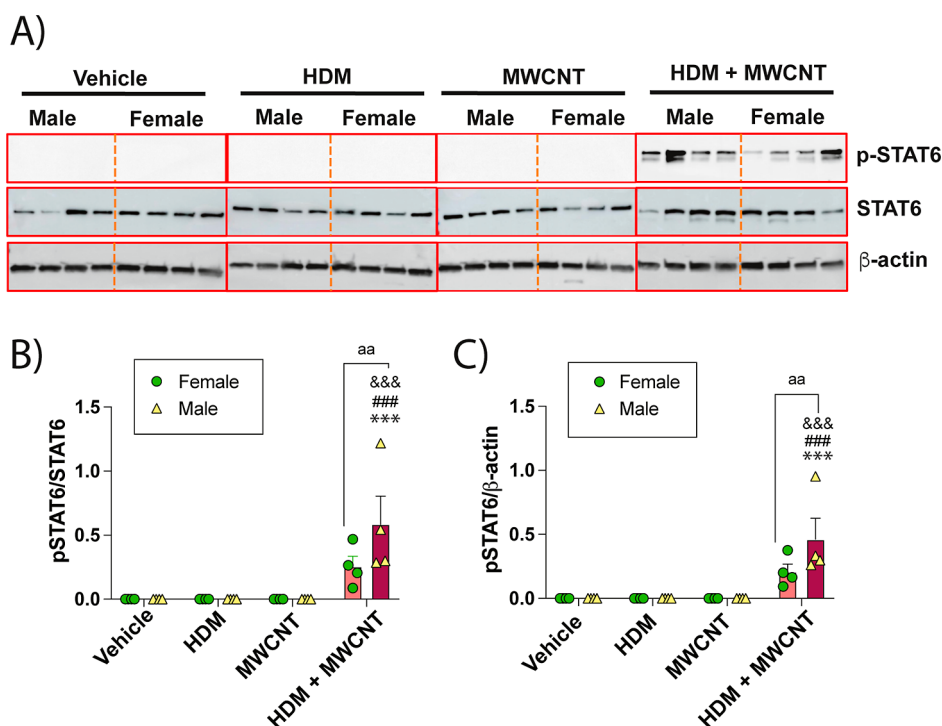 A)
Vehicle HDM MWCNT HDM + MWCNT
Male Female Male Female Male Female Male Female
p-STAT6
STAT6
β-actin
B)
Female
Male
aa
&&&
###
***
pSTAT6/STAT6
1.5
1.0
0.5
0.0
Vehicle HDM MWCNT HDM + MWCNT
C)
Female
Male
aa
&&&
###
***
pSTAT6/β-actin
1.5
1.0
0.5
0.0
Vehicle HDM MWCNT HDM + MWCNT